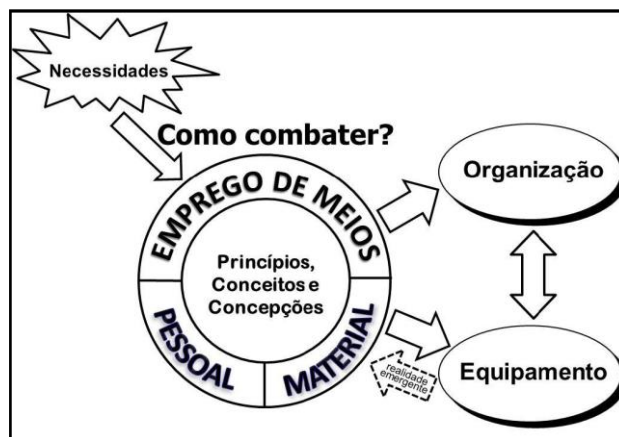 Necessidades
Como combater?
EMPREGO DE MEIOS
Princípios,
Conceitos e
Concepções
PESSOAL
MATERIAL
Organização
realidade
emergente
Equipamento